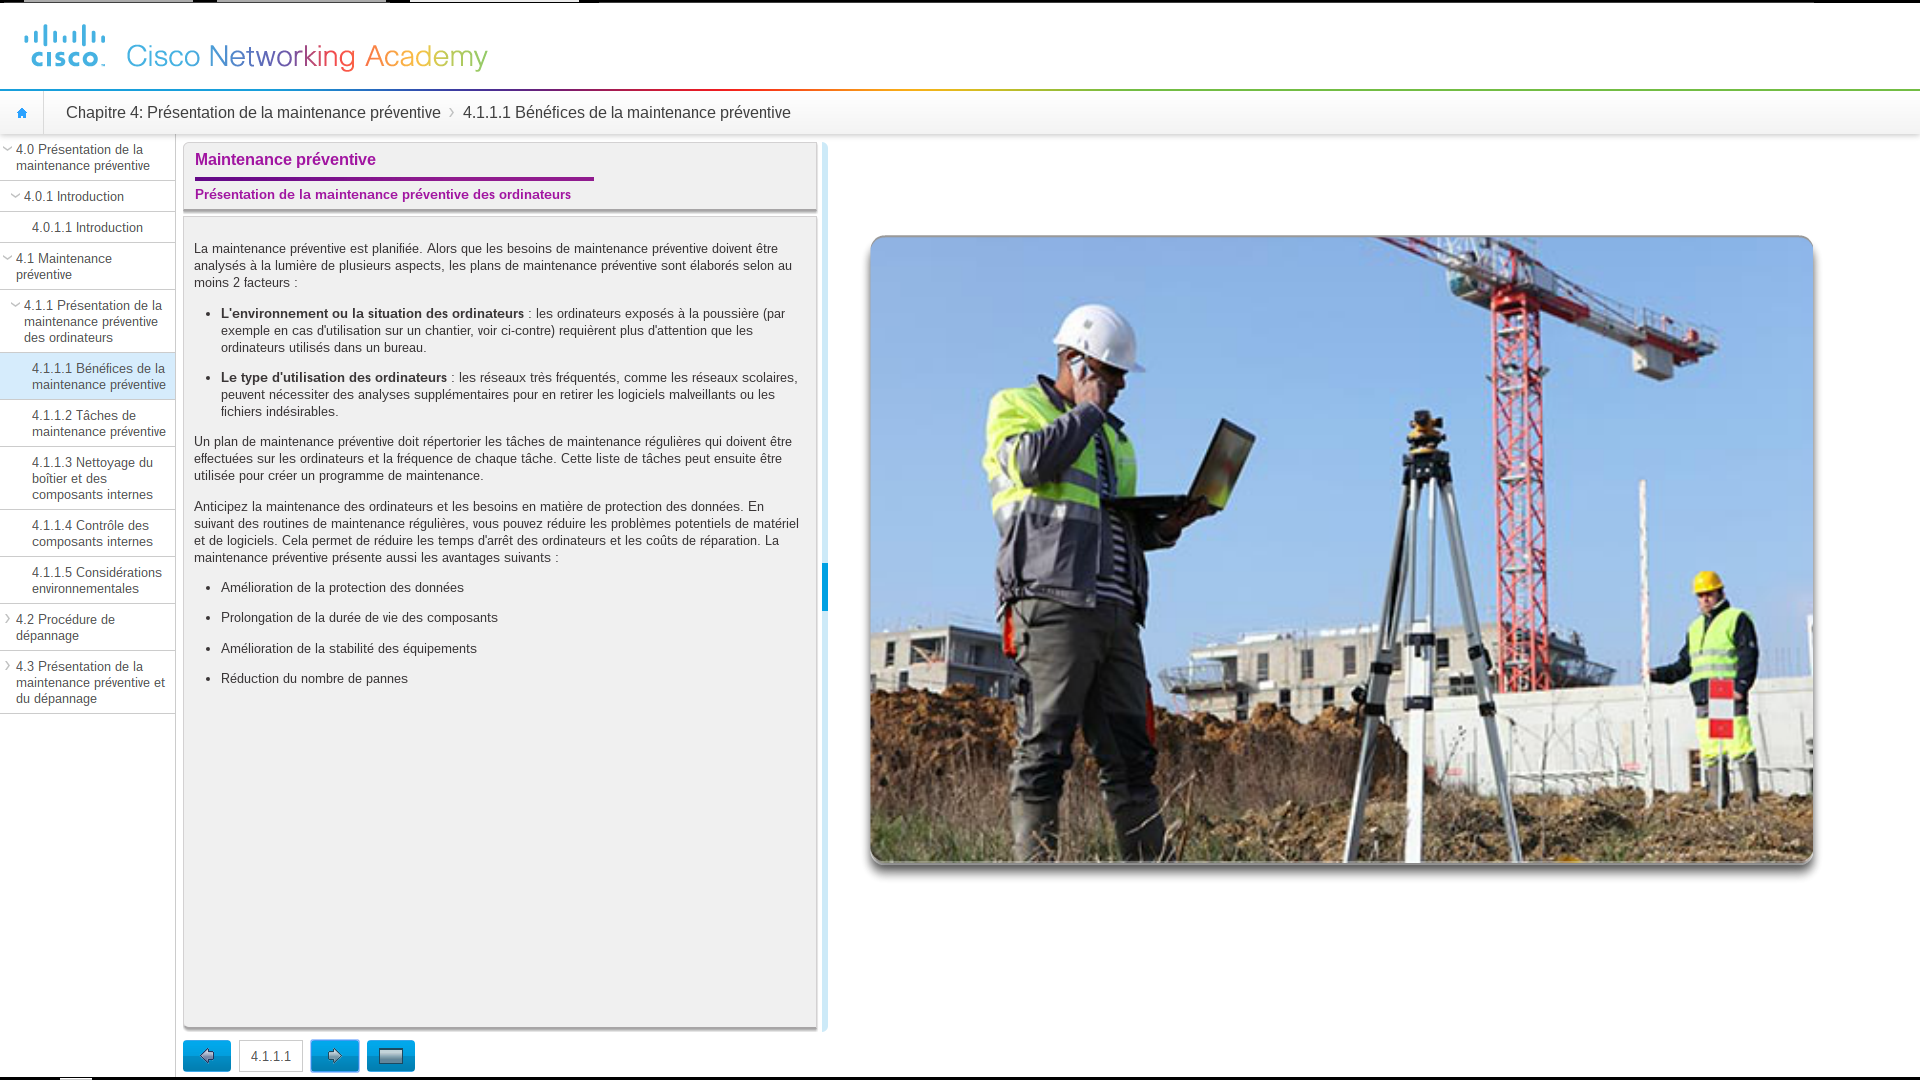 cisco
Cisco Networking Academy
Chapitre 4: Présentation de la maintenance préventive
4.1.1.1 Bénéfices de la maintenance préventive
4.0 Présentation de la
maintenance préventive
4.0.1 Introduction
4.0.1.1 Introduction
4.1 Maintenance
préventive
4.1.1 Présentation de la
maintenance préventive
des ordinateurs
4.1.1.1 Bénéfices de la
maintenance préventive
4.1.1.2 Tâches de
maintenance préventive
4.1.1.3 Nettoyage du
boîtier et des
composants internes
4.1.1.4 Contrôle des
composants internes
4.1.1.5 Considérations
environnementales
4.2 Procédure de
dépannage
4.3 Présentation de la
maintenance préventive et
du dépannage
Maintenance préventive
Présentation de la maintenance préventive des ordinateurs
La maintenance préventive est planifiée. Alors que les besoins de maintenance préventive doivent être
analysés à la lumière de plusieurs aspects, les plans de maintenance préventive sont élaborés selon au
moins 2 facteurs :
• L'environnement ou la situation des ordinateurs : les ordinateurs exposés à la poussière (par
exemple en cas d'utilisation sur un chantier, voir ci-contre) requièrent plus d'attention que les
ordinateurs utilisés dans un bureau.
• Le type d'utilisation des ordinateurs : les réseaux très fréquentés, comme les réseaux scolaires,
peuvent nécessiter des analyses supplémentaires pour en retirer les logiciels malveillants ou les
fichiers indésirables.
Un plan de maintenance préventive doit répertorier les tâches de maintenance régulières qui doivent être
effectuées sur les ordinateurs et la fréquence de chaque tâche. Cette liste de tâches peut ensuite être
utilisée pour créer un programme de maintenance.
Anticipez la maintenance des ordinateurs et les besoins en matière de protection des données. En
suivant des routines de maintenance régulières, vous pouvez réduire les problèmes potentiels de matériel
et de logiciels. Cela permet de réduire les temps d'arrêt des ordinateurs et les coûts de réparation. La
maintenance préventive présente aussi les avantages suivants :
• Amélioration de la protection des données
• Prolongation de la durée de vie des composants
• Amélioration de la stabilité des équipements
• Réduction du nombre de pannes
4.1.1.1